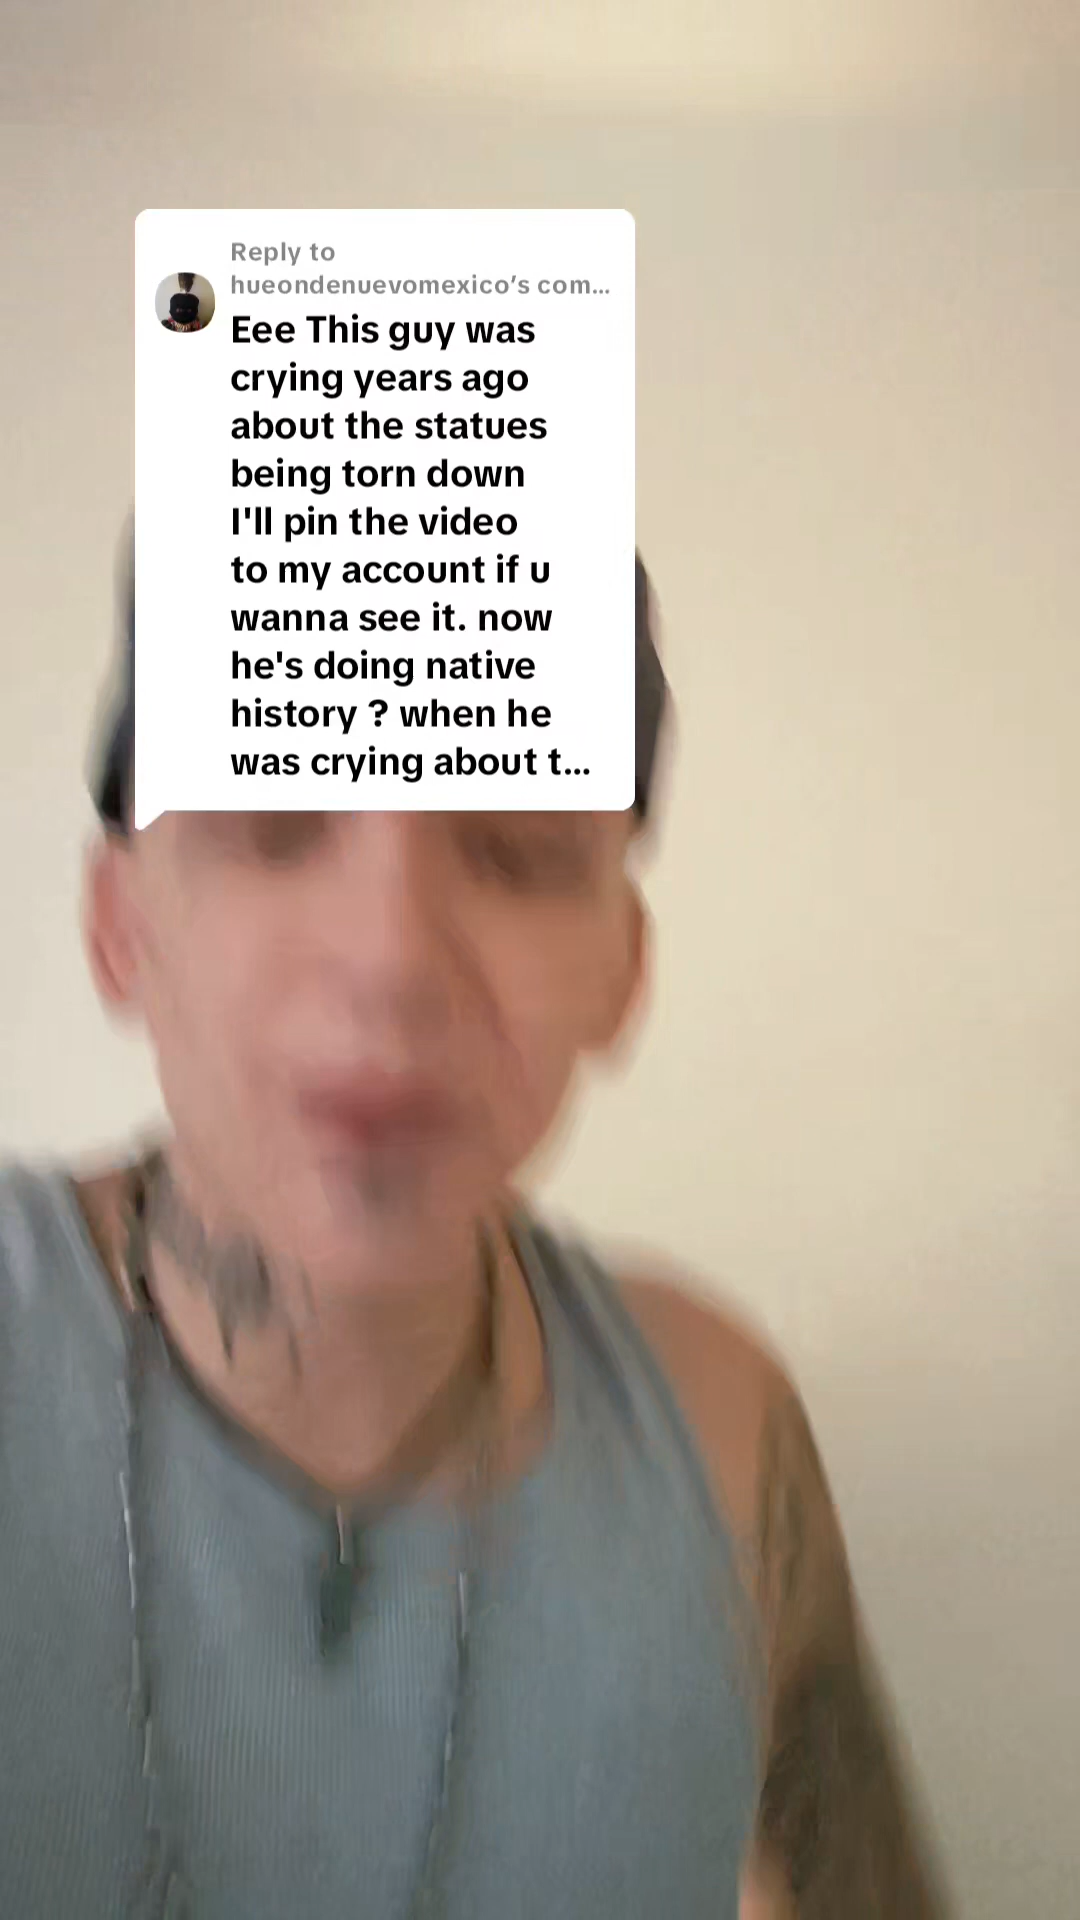 Reply to
hueondenuevomexico’s com...
Eee This guy was
crying years ago
about the statues
being torn down
I'll pin the video
to my account if u
wanna see it. now
he's doing native
history ? when he
was crying about t...